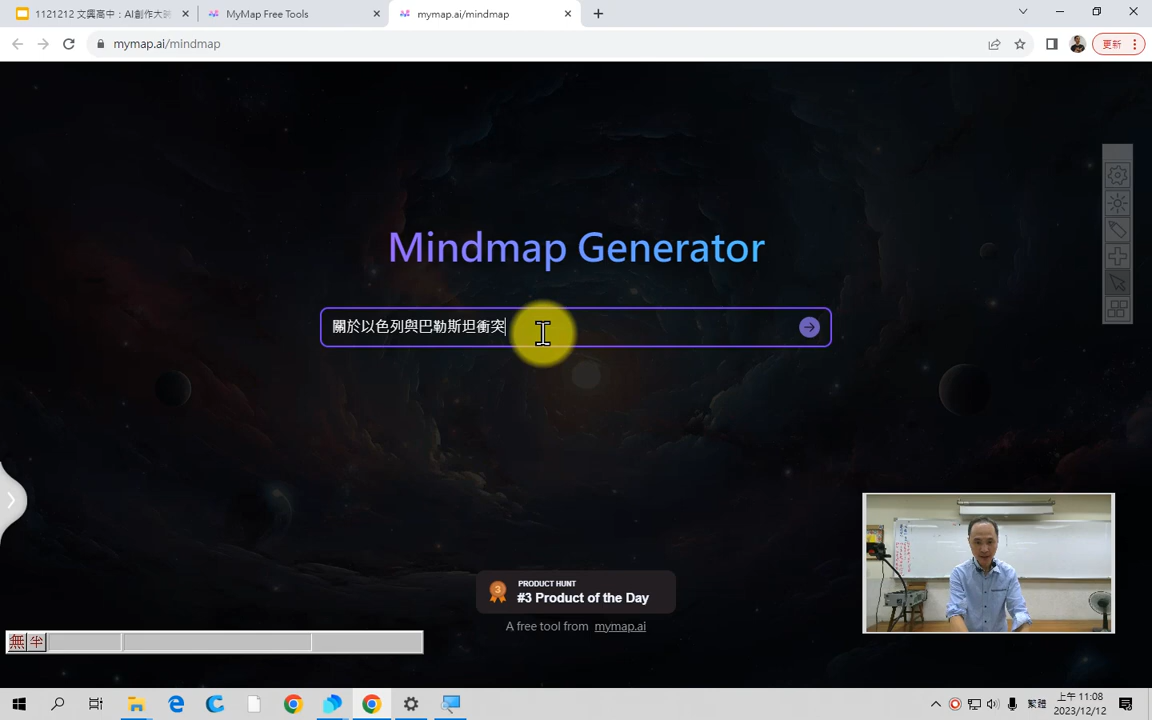 1121212 文興高中：AI創作大
MyMap Free Tools
mymap.ai/mindmap
mymap.ai/mindmap
更新
Mindmap Generator
關於以色列與巴勒斯坦衝突
3
PRODUCT HUNT
#3 Product of the Day
A free tool from mymap.ai
無 半
繁體
上午 11:08
2023/12/12